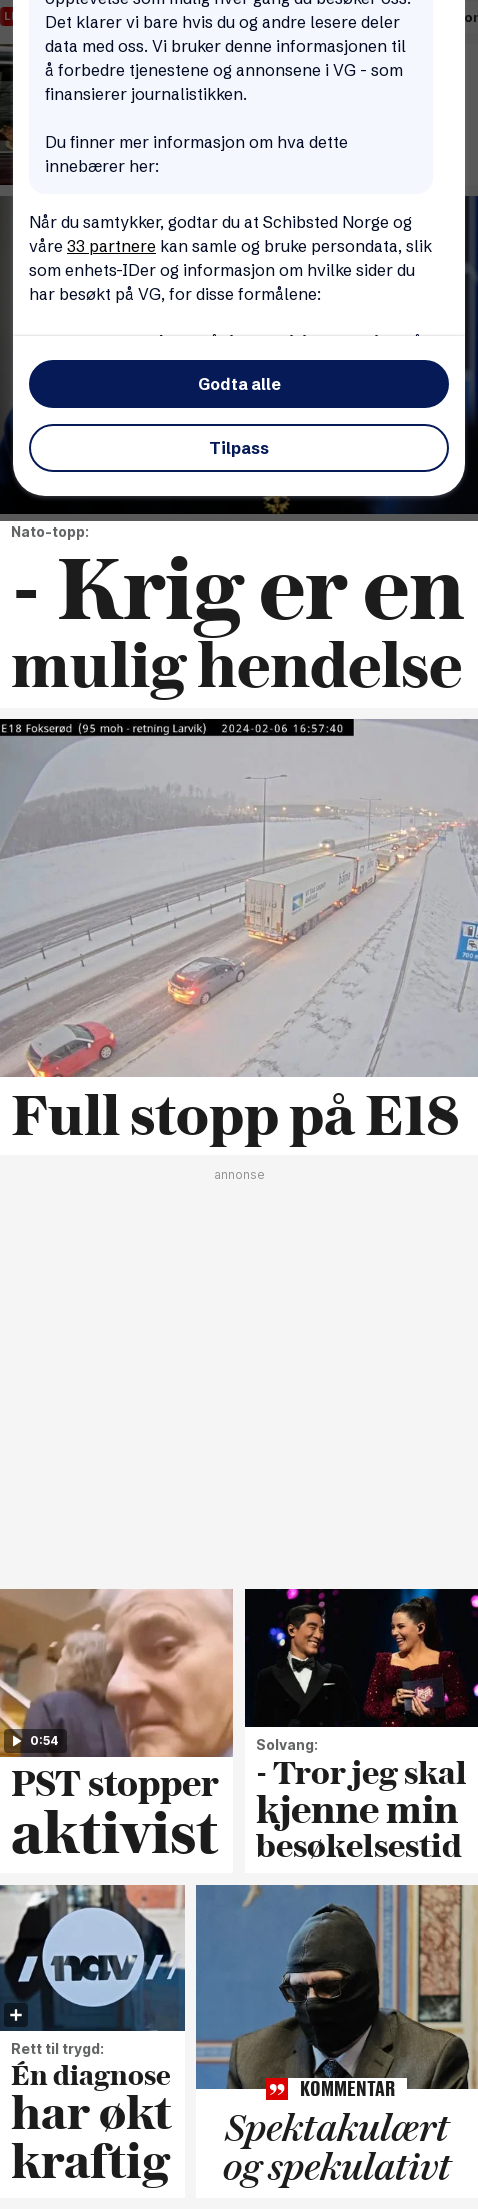 Det klarer vi bare hvis du og andre lesere deler
data med oss. Vi bruker denne informasjonen til
å forbedre tjenestene og annonsene i VG - som
finansierer journalistikken.
Du finner mer informasjon om hva dette
innebærer her:
Når du samtykker, godtar du at Schibsted Norge og
våre 33 partnere kan samle og bruke persondata, slik
som enhets-IDer og informasjon om hvilke sider du
har besøkt på VG, for disse formålene:
Godta alle
Tilpass
Nato-topp:
- Krig er en
mulig hendelse
E18 Fokserød (95 moh - retning Larvik) 2024-02-06 16:57:40
700 m
Full stopp på E18
annonse
0:54
PST stopper
aktivist
Solvang:
- Tror jeg skal
kjenne min
besøkelsestid
nav
Rett til trygd:
Én diagnose
har økt
kraftig
KOMMENTAR
Spektakulært
og spekulativt